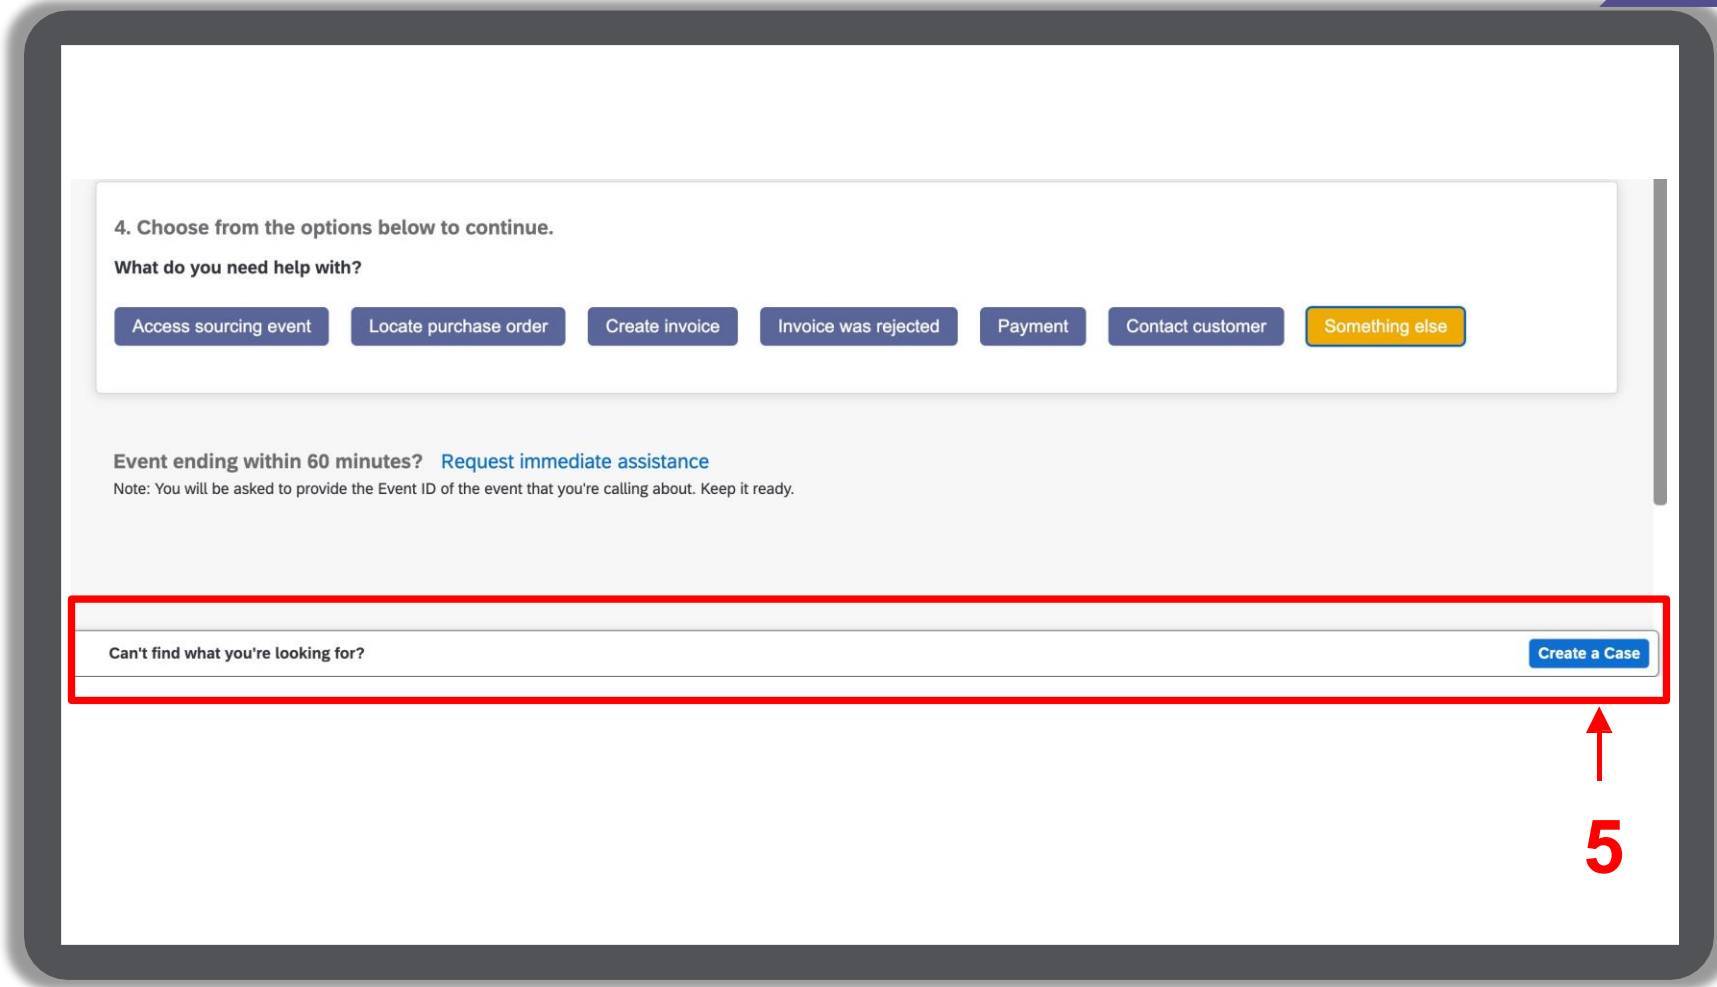 4. Choose from the options below to continue.
What do you need help with?
Access sourcing event Locate purchase order Create invoice Invoice was rejected Payment Contact customer Something else
Event ending within 60 minutes? Request immediate assistance
Note: You will be asked to provide the Event ID of the event that you're calling about. Keep it ready.
Can't find what you're looking for? Create a Case
5